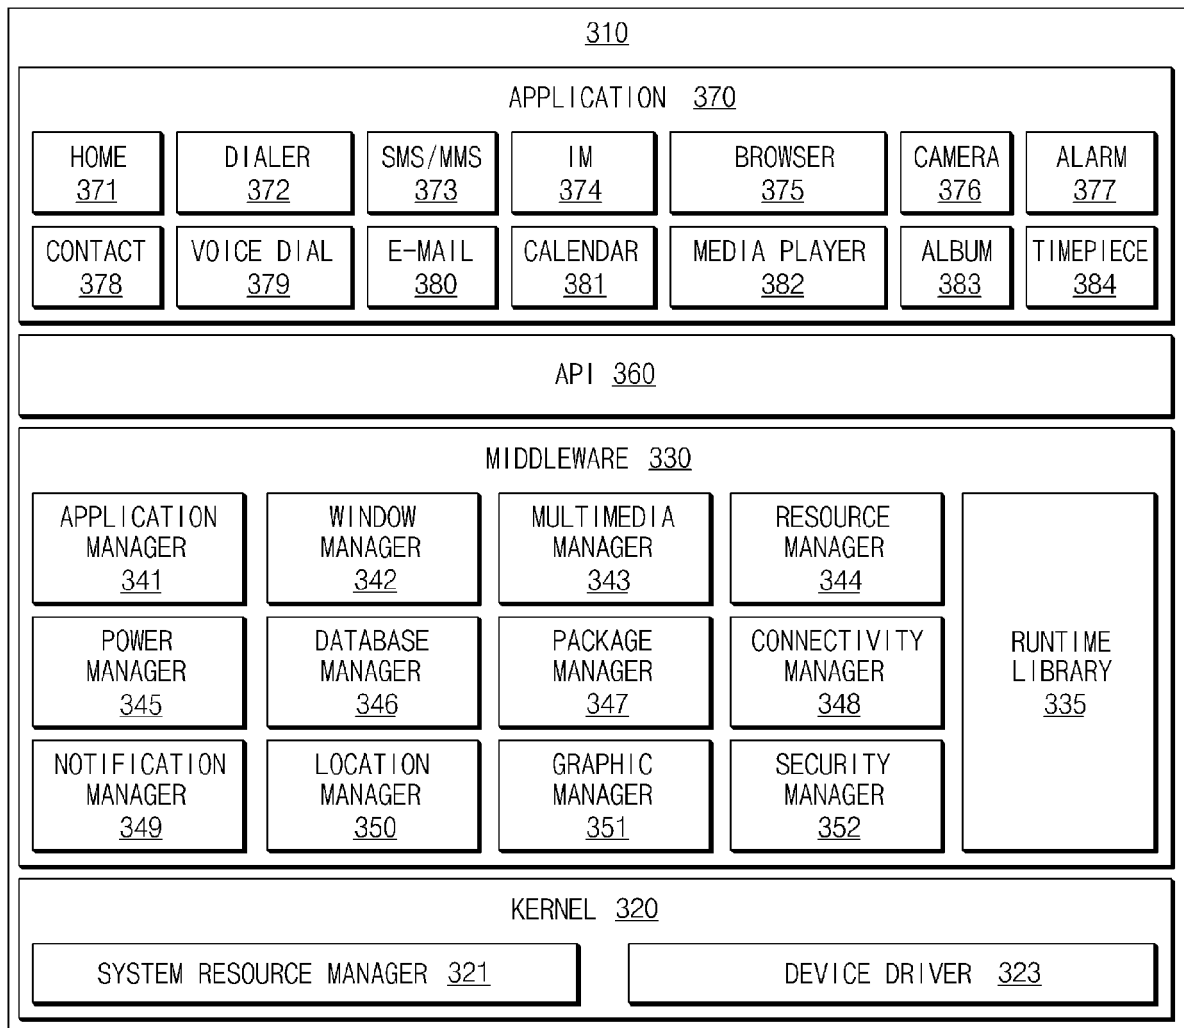 310
APPLICATION 370
HOME
371
DIALER
372
SMS/MMS
373
IM
374
BROWSER
375
CAMERA
376
ALARM
377
CONTACT
378
VOICE DIAL
379
E-MAIL
380
CALENDAR
381
MEDIA PLAYER
382
ALBUM
383
TIMEPIECE
384
API 360
MIDDLEWARE 330
APPLICATION
MANAGER
341
WINDOW
MANAGER
342
MULTIMEDIA
MANAGER
343
RESOURCE
MANAGER
344
POWER
MANAGER
345
DATABASE
MANAGER
346
PACKAGE
MANAGER
347
CONNECTIVITY
MANAGER
348
NOTIFICATION
MANAGER
349
LOCATION
MANAGER
350
GRAPHIC
MANAGER
351
SECURITY
MANAGER
352
RUNTIME
LIBRARY
335
KERNEL 320
SYSTEM RESOURCE MANAGER 321
DEVICE DRIVER 323